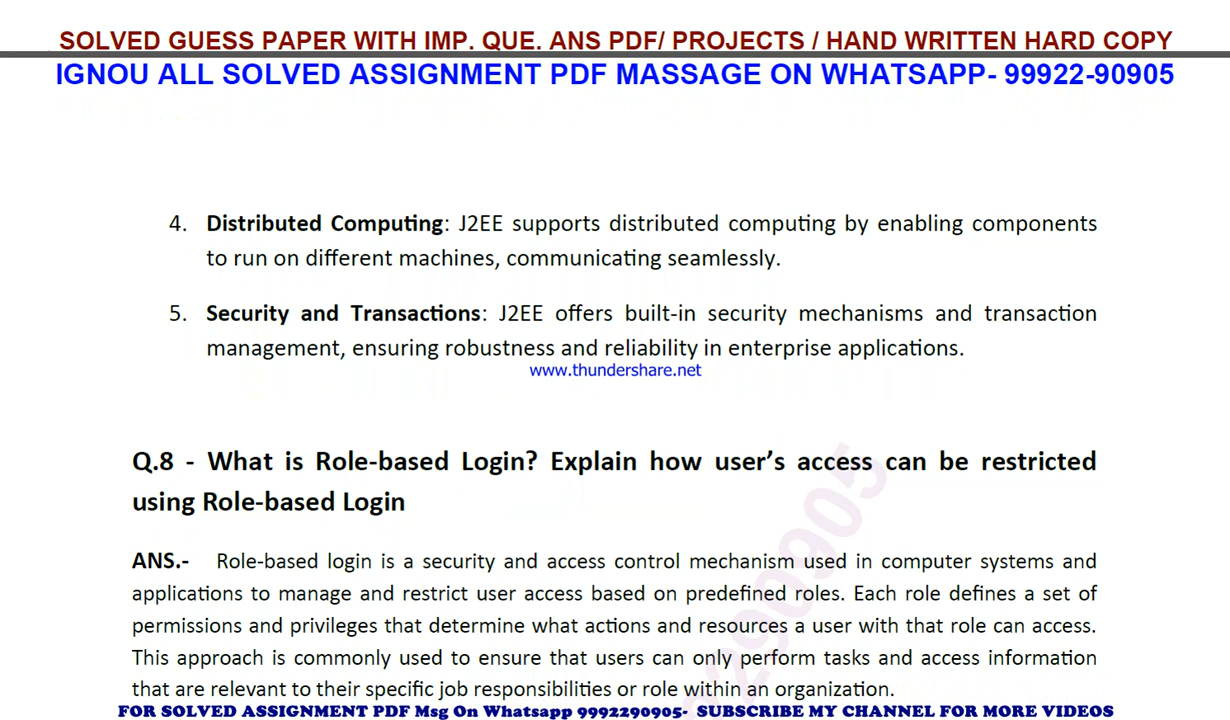 SOLVED GUESS PAPER WITH IMP. QUE. ANS PDF/ PROJECTS / HAND WRITTEN HARD COPY
IGNOU ALL SOLVED ASSIGNMENT PDF MASSAGE ON WHATSAPP- 99922-90905
4. Distributed Computing: J2EE supports distributed computing by enabling components
to run on different machines, communicating seamlessly.
5. Security and Transactions: J2EE offers built-in security mechanisms and transaction
management, ensuring robustness and reliability in enterprise applications.
www.thundershare.net
Q.8 - What is Role-based Login? Explain how user’s access can be restricted
using Role-based Login
ANS.- Role-based login is a security and access control mechanism used in computer systems and
applications to manage and restrict user access based on predefined roles. Each role defines a set of
permissions and privileges that determine what actions and resources a user with that role can access.
This approach is commonly used to ensure that users can only perform tasks and access information
that are relevant to their specific job responsibilities or role within an organization.
FOR SOLVED ASSIGNMENT PDF Msg On Whatsapp 9992290905- SUBSCRIBE MY CHANNEL FOR MORE VIDEOS